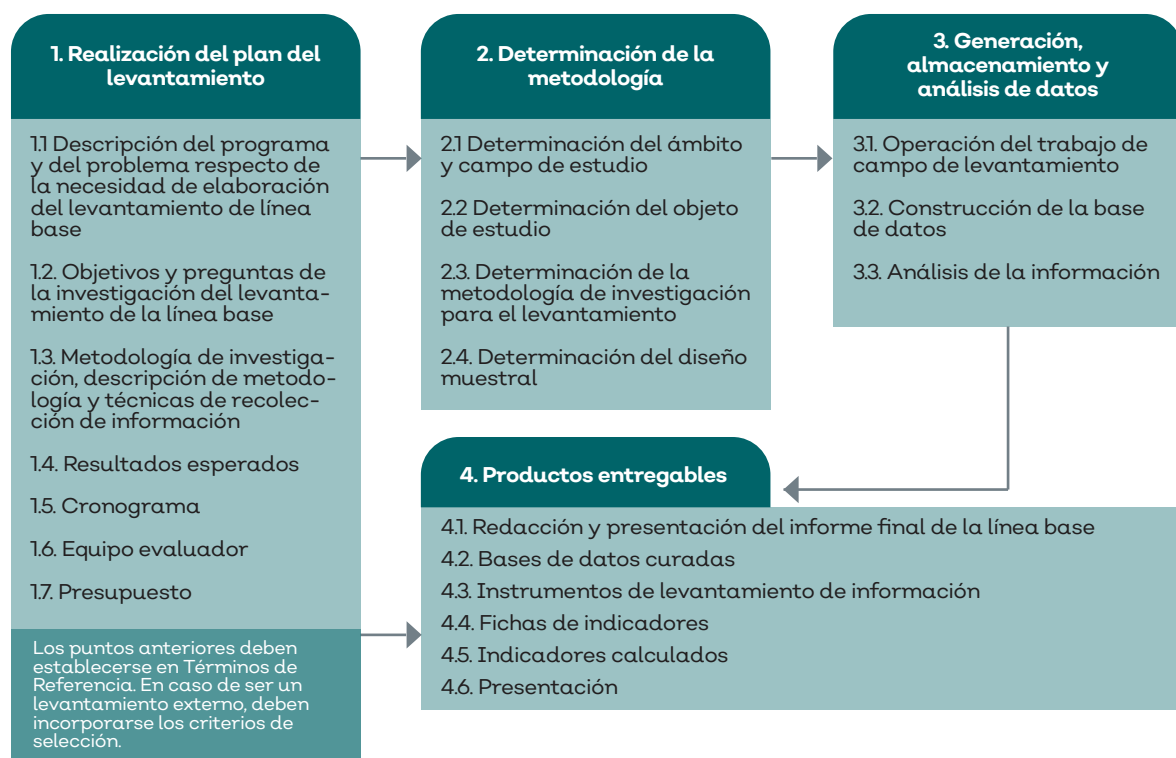 1. Realización del plan del
levantamiento
1.1 Descripción del programa
y del problema respecto de
la necesidad de elaboración
del levantamiento de línea
base
1.2. Objetivos y preguntas de
la investigación del levanta-
miento de la línea base
1.3. Metodología de investiga-
ción, descripción de metodo-
logía y técnicas de recolec-
ción de información
1.4. Resultados esperados
1.5. Cronograma
1.6. Equipo evaluador
1.7. Presupuesto
Los puntos anteriores deben
establecerse en Términos de
Referencia. En caso de ser un
levantamiento externo, deben
incorporarse los criterios de
selección.
2. Determinación de la
metodología
2.1 Determinación del ámbito
y campo de estudio
2.2 Determinación del objeto
de estudio
2.3. Determinación de la
metodología de investigación
para el levantamiento
2.4. Determinación del diseño
muestral
3. Generación,
almacenamiento y
análisis de datos
3.1. Operación del trabajo de
campo de levantamiento
3.2. Construcción de la base
de datos
3.3. Análisis de la información
4. Productos entregables
4.1. Redacción y presentación del informe final de la línea base
4.2. Bases de datos curadas
4.3. Instrumentos de levantamiento de información
4.4. Fichas de indicadores
4.5. Indicadores calculados
4.6. Presentación